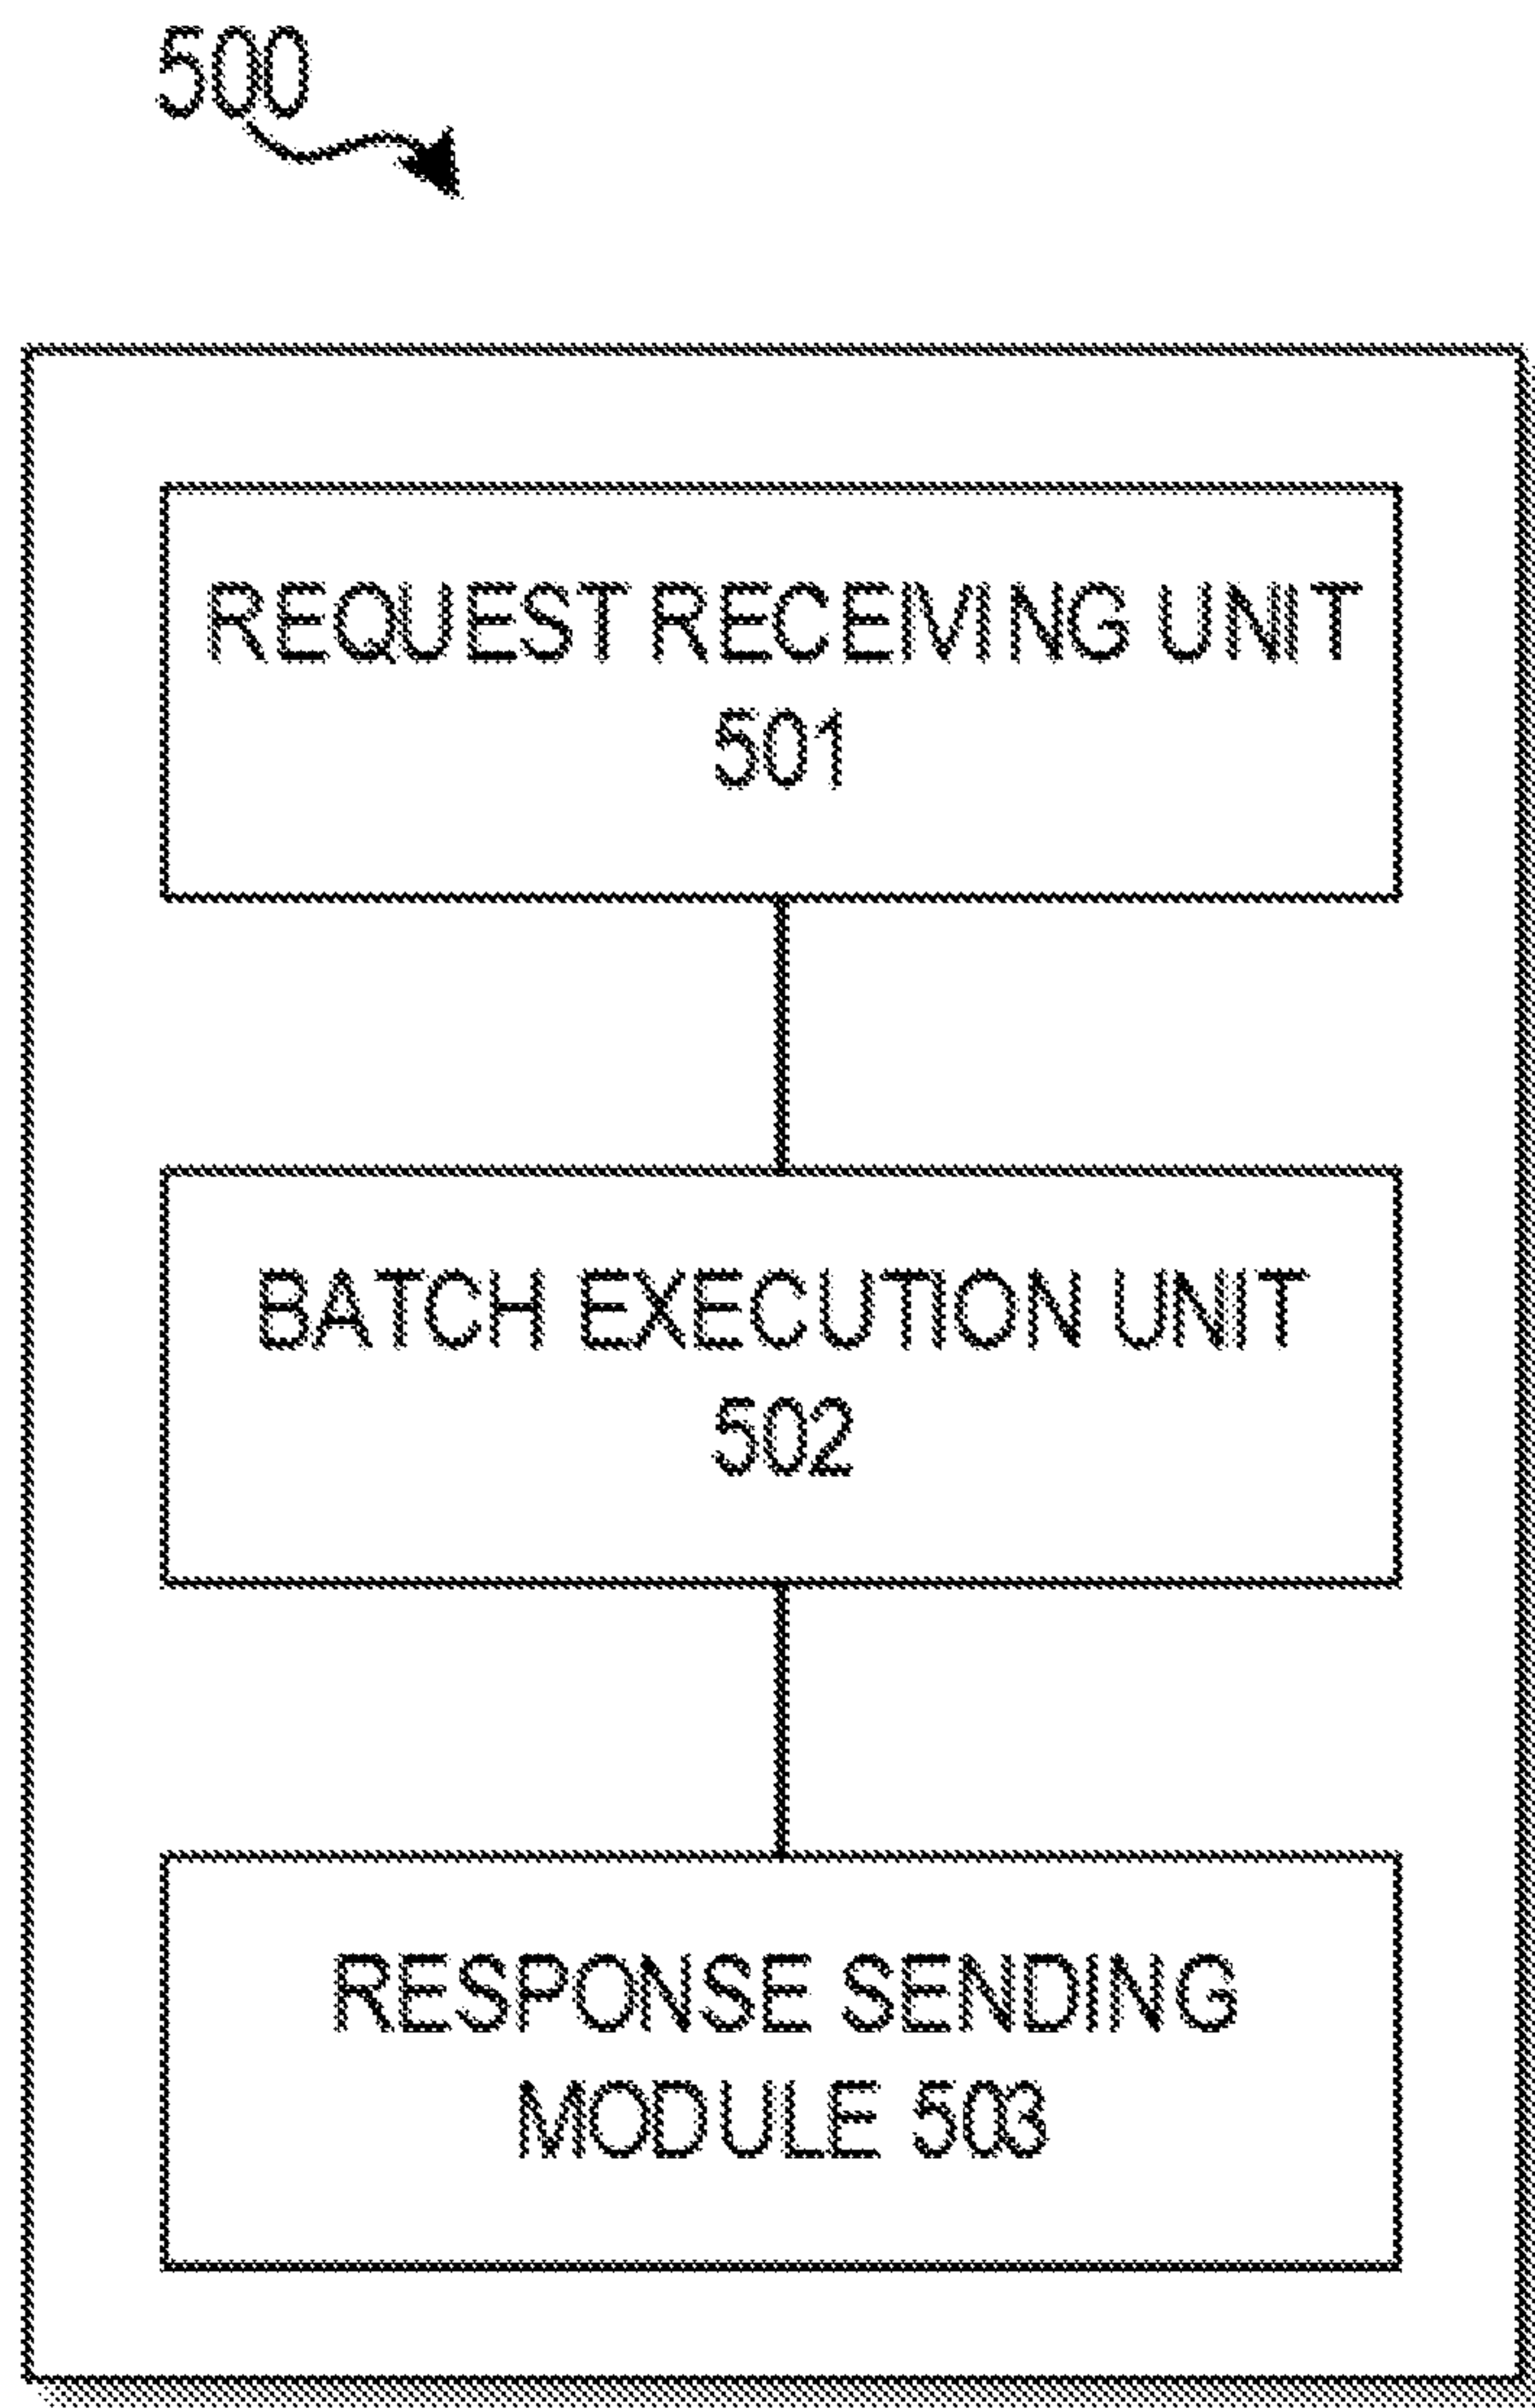 500
REQUEST RECEIVING UNIT
501
BATCH EXECUTION UNIT
502
RESPONSE SENDING
MODULE 503